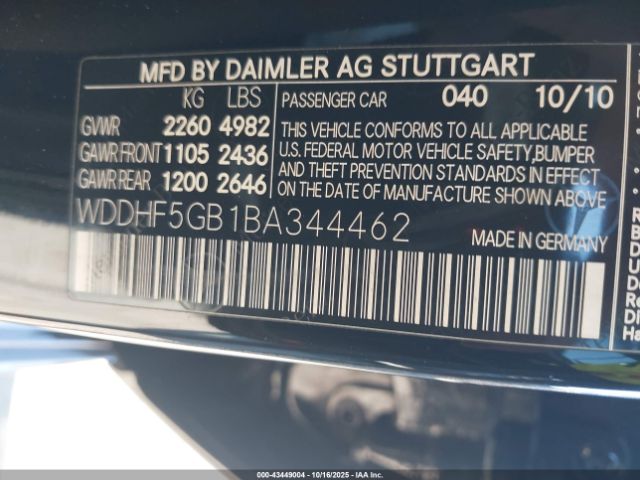 MFD BY DAIMLER AG STUTTGART
KG LBS
GVWR 2260 4982
GAWR FRONT 1105 2436
GAWR REAR 1200 2646
PASSENGER CAR 040 10/10
THIS VEHICLE CONFORMS TO ALL APPLICABLE
U.S. FEDERAL MOTOR VEHICLE SAFETY, BUMPER
AND THEFT PREVENTION STANDARDS IN EFFECT
ON THE DATE OF MANUFACTURE SHOWN ABOVE
WDDHF5GB1BA344462
MADE IN GERMANY
000-43449004 - 10/16/2025 - IAA Inc.